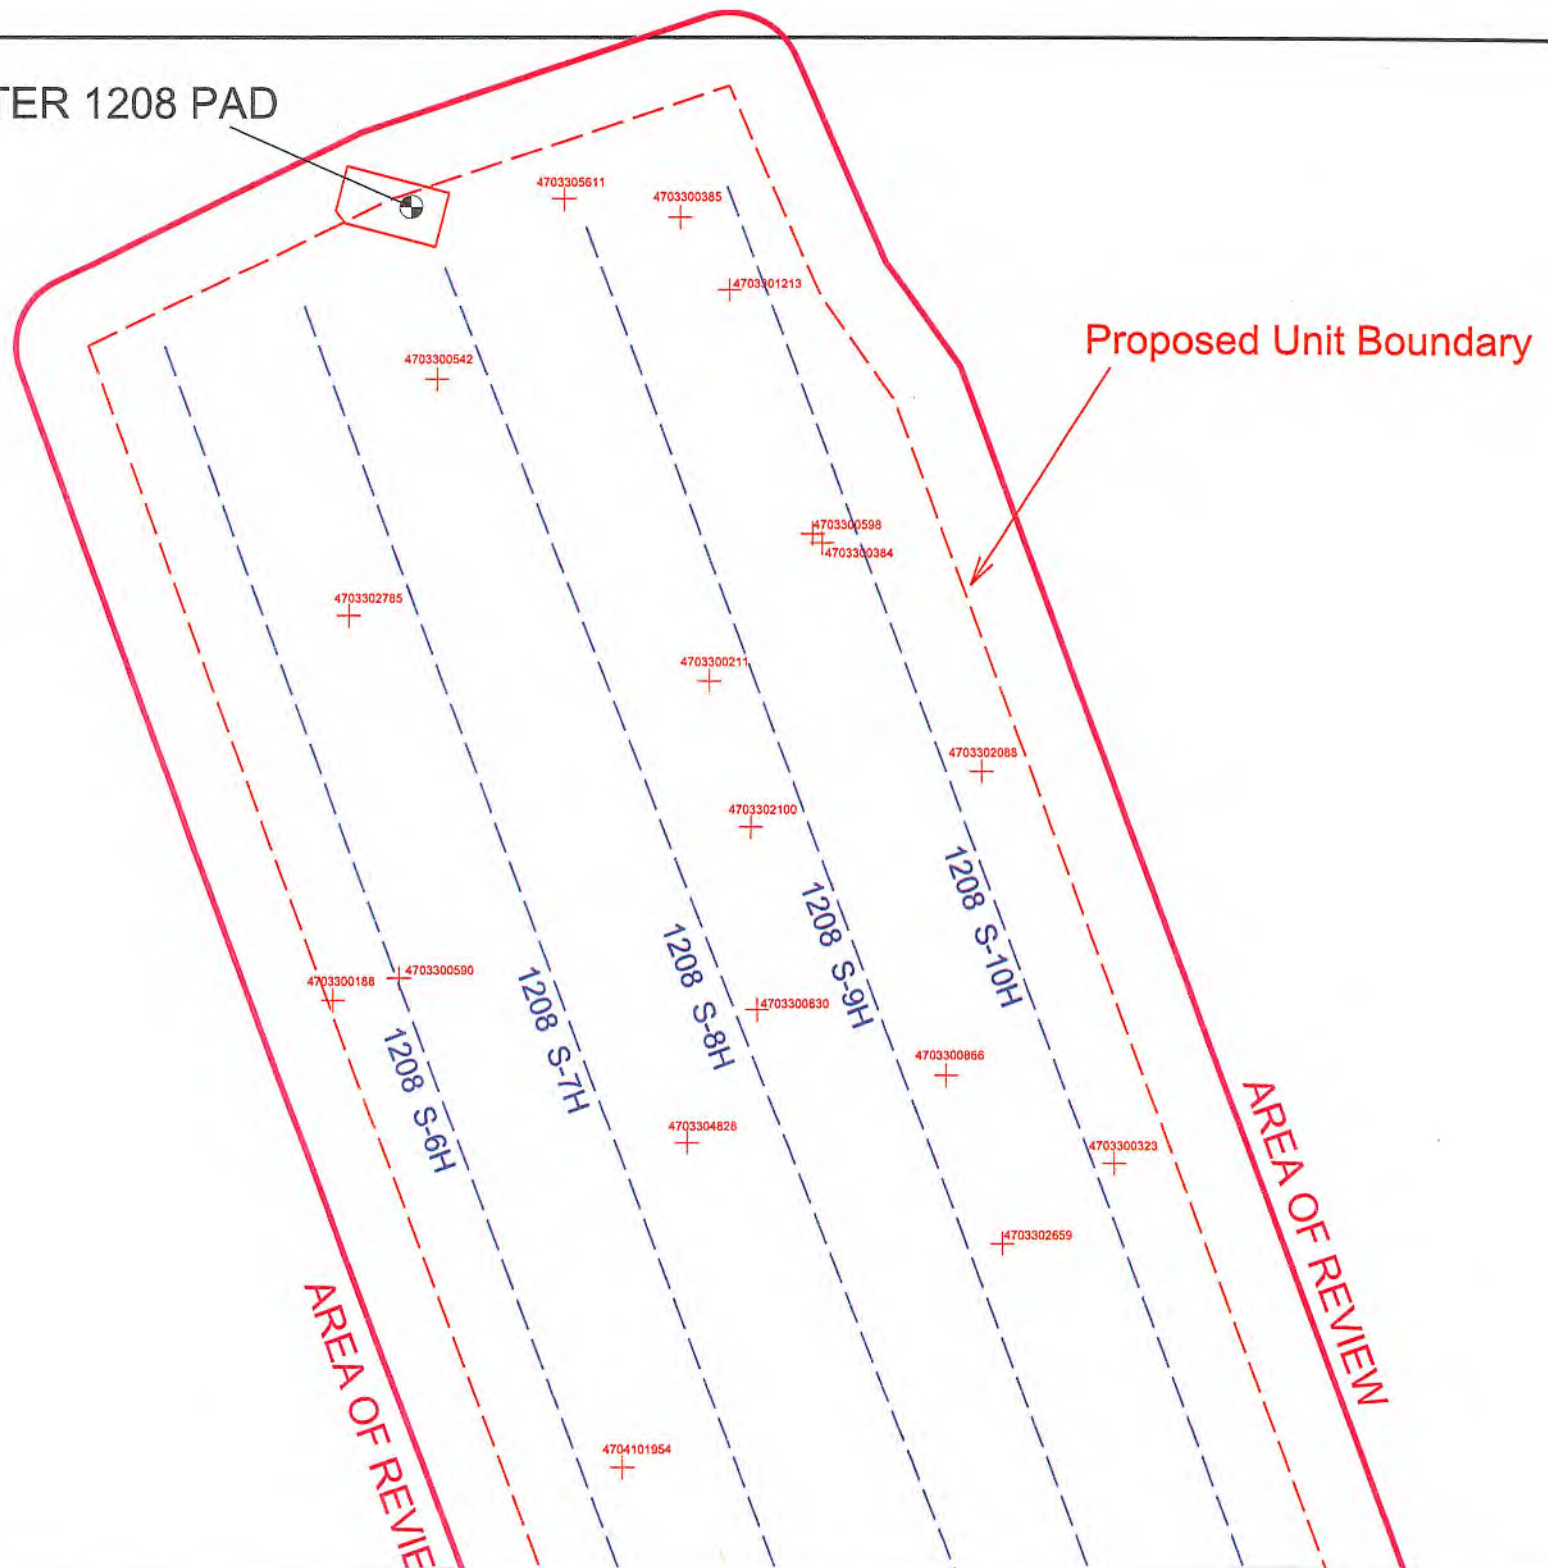 TER 1208 PAD
4703305611
4703300385
4703301213
Proposed Unit Boundary
4703300542
4703300598
4703300384
4703302785
4703300211
4703302088
4703302100
1208 S-10H
1208 S-9H
1208 S-8H
1208 S-7H
1208 S-6H
4703300590
4703300188
4703300830
4703300866
4703304828
4703300323
4703302659
AREA OF REVIEW
AREA OF REVIE
4704101954